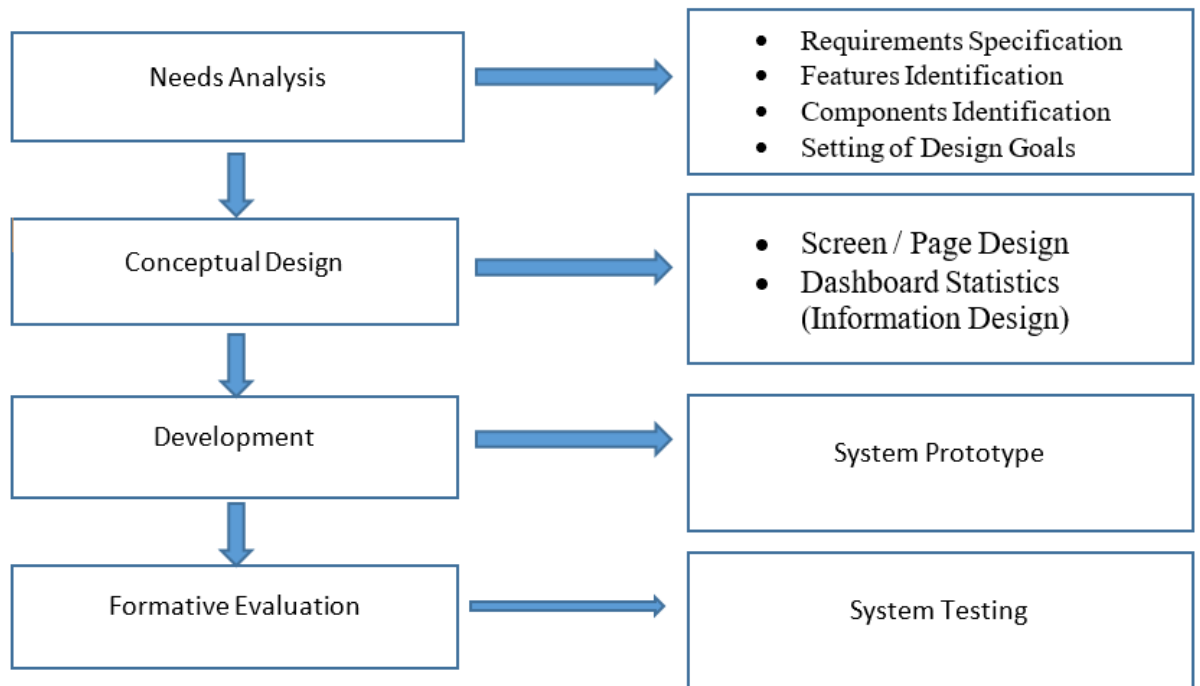 Needs Analysis
• Requirements Specification
• Features Identification
• Components Identification
• Setting of Design Goals
Conceptual Design
• Screen / Page Design
• Dashboard Statistics
(Information Design)
Development
System Prototype
Formative Evaluation
System Testing